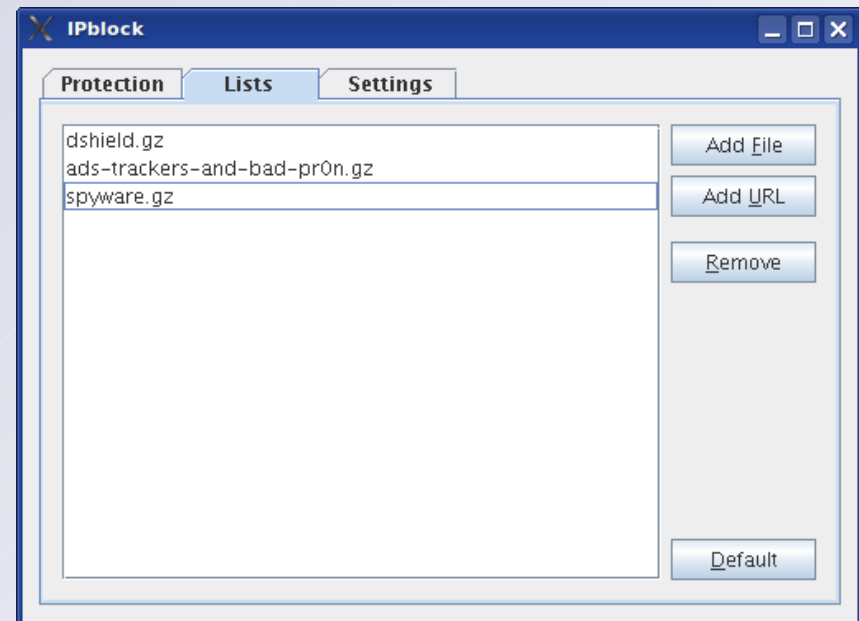 IPblock
Protection Lists Settings
dshield.gz
ads-trackers-and-bad-pr0n.gz
spyware.gz
Add File
Add URL
Remove
Default